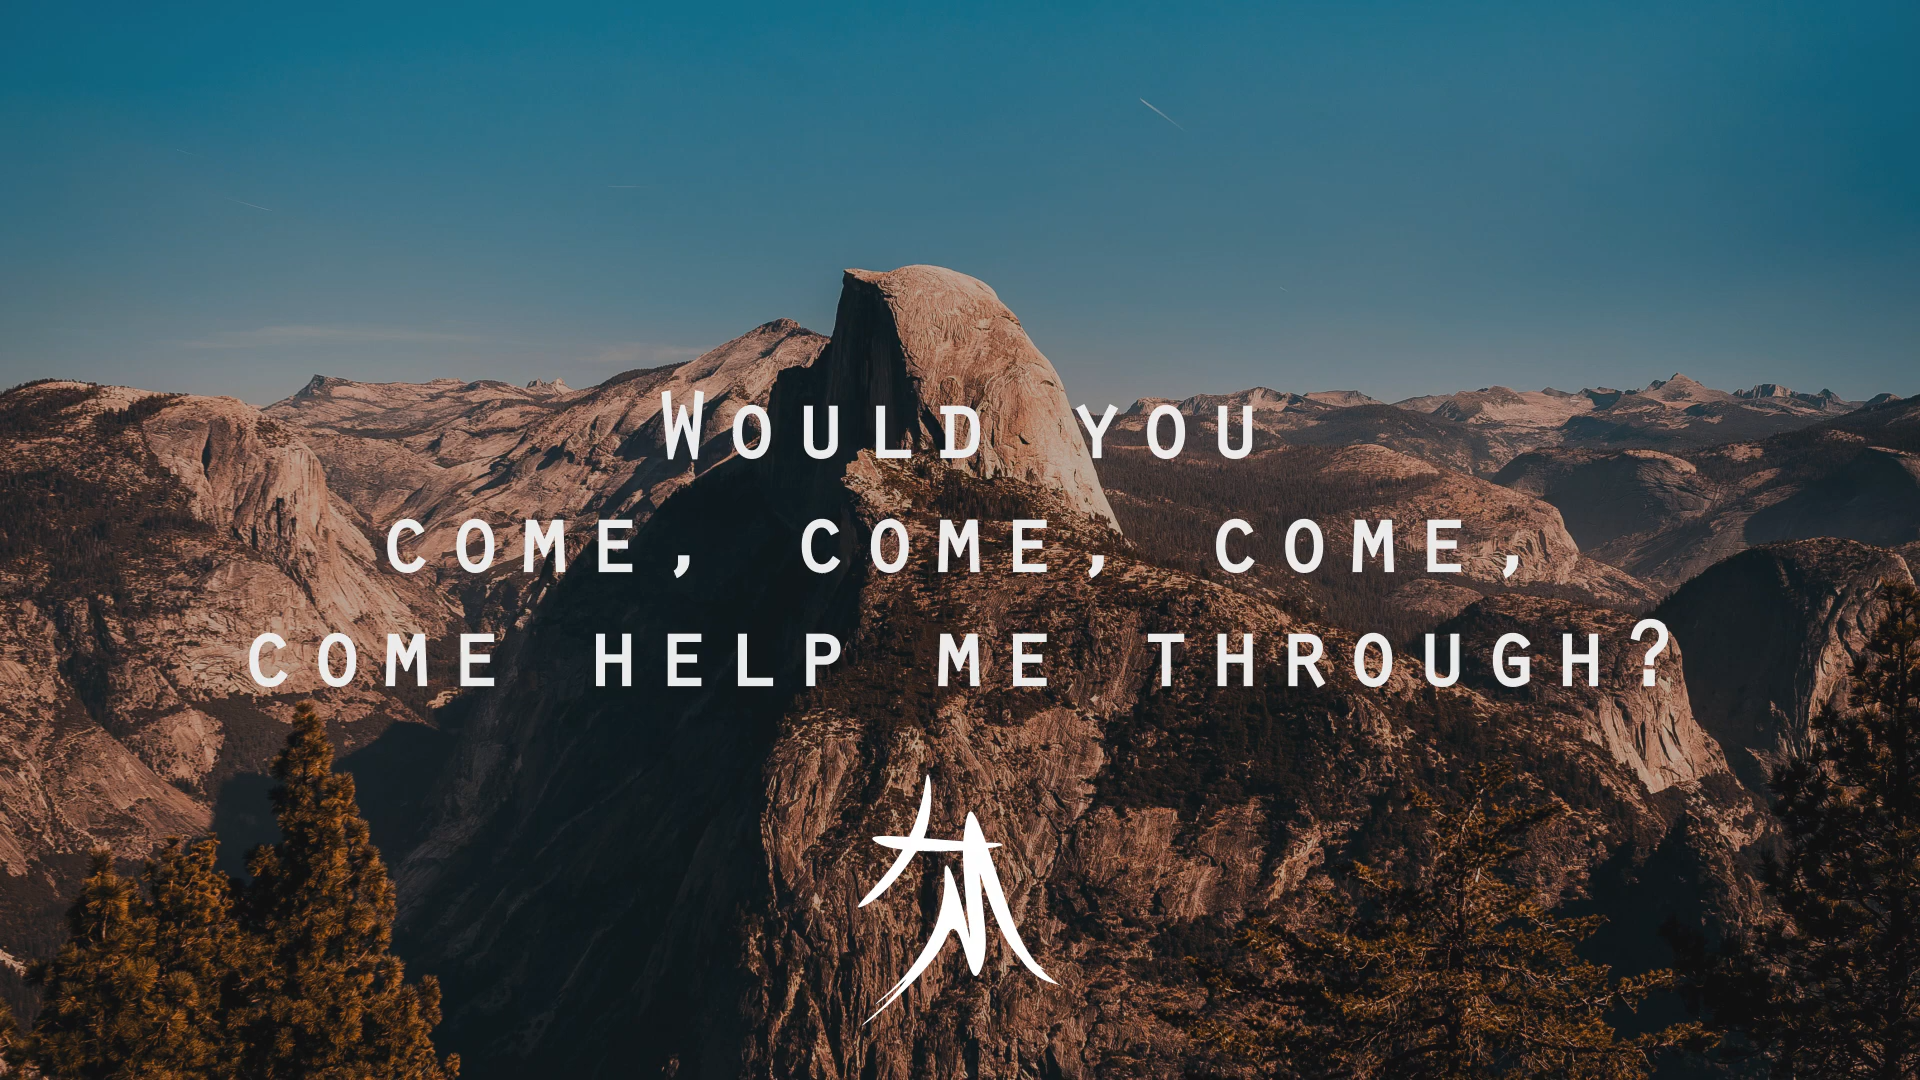 Would you
come, come, come,
come help me through?